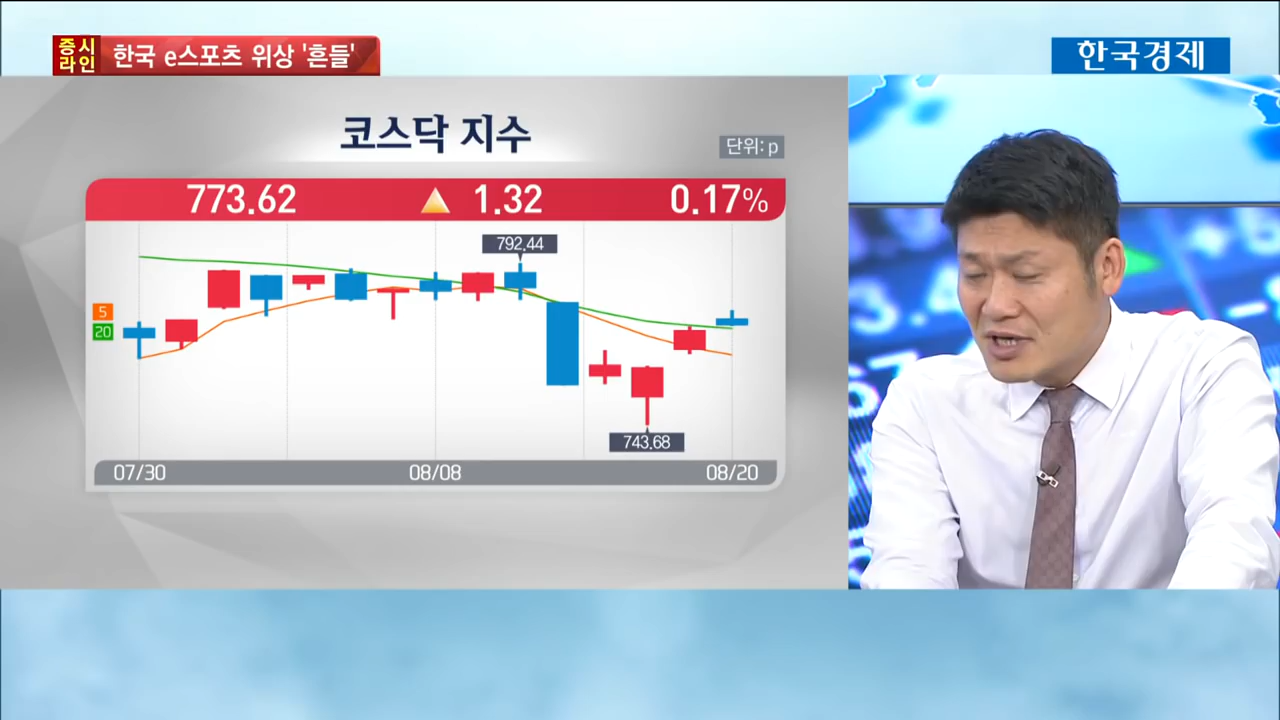 증시
라인
한국 e스포츠 위상 '흔들'
한국경제
코스닥 지수
단위: p
773.62 ▲ 1.32 0.17%
792.44
5
20
743.68
07/30 08/08 08/20